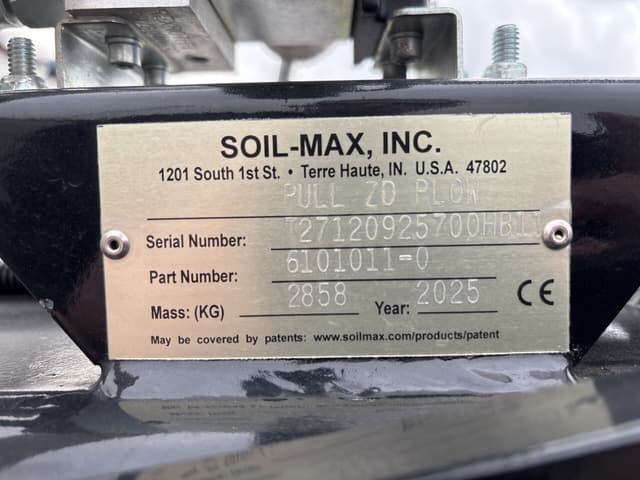 SOIL-MAX, INC.
1201 South 1st St. • Terre Haute, IN. U.S.A. 47802
PULL ZD PLOW
Serial Number: T27120925700HBII
Part Number: 6101011-0
Mass: (KG) 2858 Year: 2025 CE
May be covered by patents: www.soilmax.com/products/patent